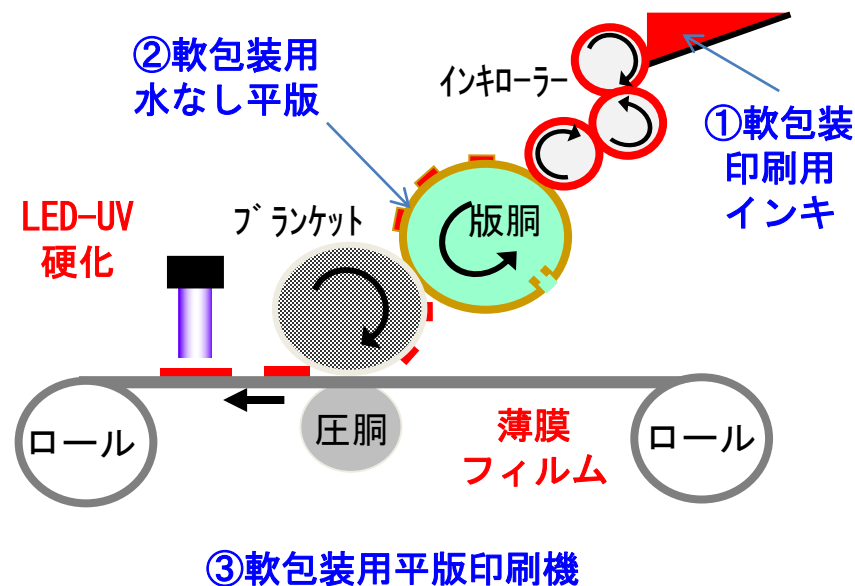 ②軟包装用
水なし平版
インキローラー
①軟包装
印刷用
インキ
LED-UV
硬化
ブランケット
版胴
ロール
圧胴
薄膜
フィルム
ロール
③軟包装用平版印刷機